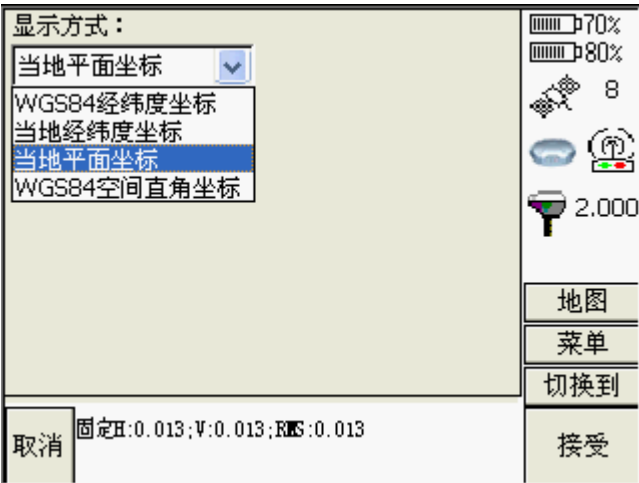 显示方式：
当地平面坐标
WGS84经纬度坐标
当地经纬度坐标
当地平面坐标
WGS84空间直角坐标
70%
80%
8
2.000
地图
菜单
切换到
取消
固定H:0.013;V:0.013;RMS:0.013
接受